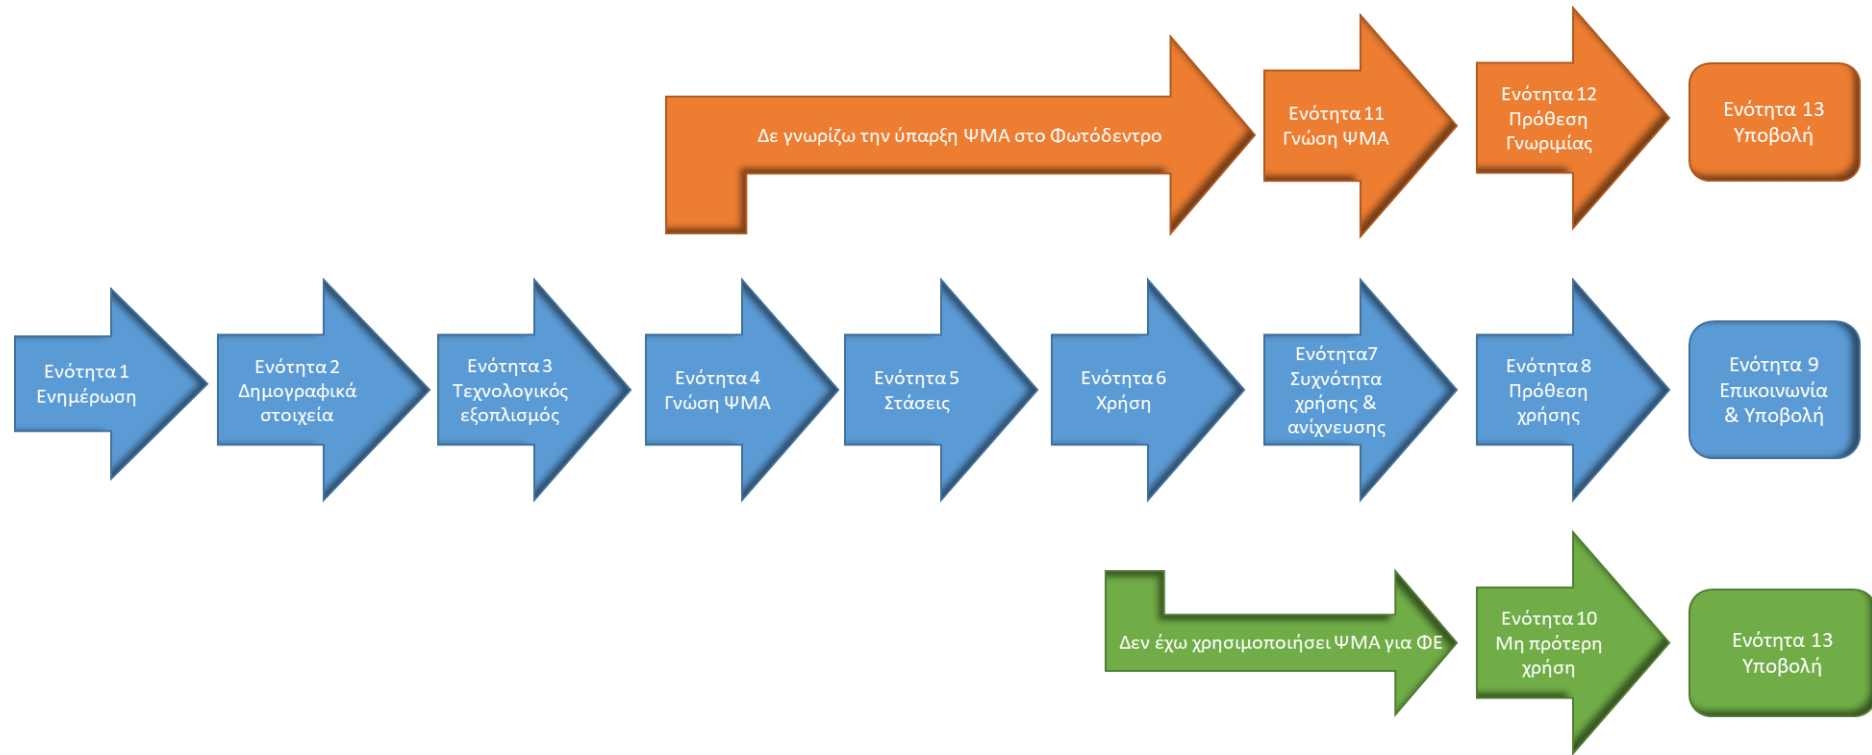 Δε γνωρίζω την ύπαρξη ΨΜΑ στο Φωτόδεντρο
Ενότητα 11
Γνώση ΨΜΑ
Ενότητα 12
Πρόθεση
Γνωριμίας
Ενότητα 13
Υποβολή
Ενότητα 1
Ενημέρωση
Ενότητα 2
Δημογραφικά
στοιχεία
Ενότητα 3
Τεχνολογικός
εξοπλισμός
Ενότητα 4
Γνώση ΨΜΑ
Ενότητα 5
Στάσεις
Ενότητα 6
Χρήση
Ενότητα7
Συχνότητα
χρήσης &
ανίχνευσης
Ενότητα 8
Πρόθεση
χρήσης
Ενότητα 9
Επικοινωνία
& Υποβολή
Δεν έχω χρησιμοποιήσει ΨΜΑ για ΦΕ
Ενότητα 10
Μη πρότερη
χρήση
Ενότητα 13
Υποβολή